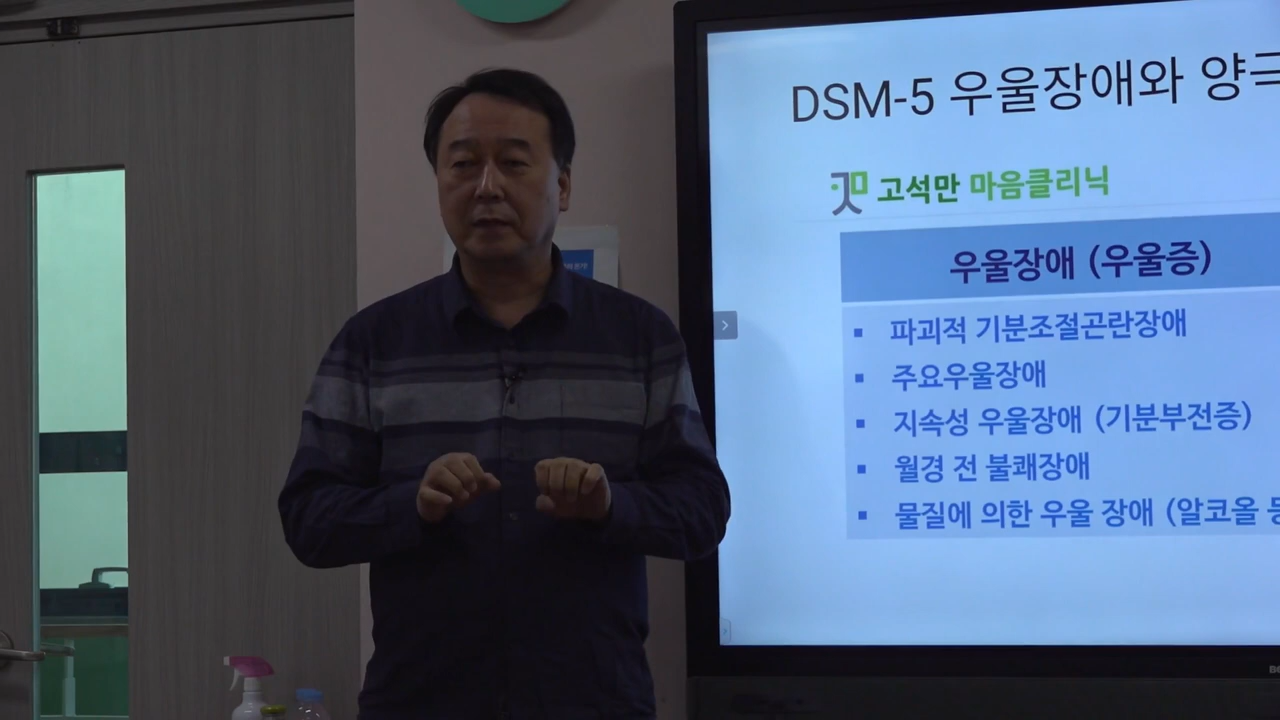 DSM-5 우울장애와 양극
고석만 마음클리닉
우울장애 (우울증)
▪ 파괴적 기분조절곤란장애
▪ 주요우울장애
▪ 지속성 우울장애 (기분부전증)
▪ 월경 전 불쾌장애
▪ 물질에 의한 우울 장애 (알코올 등